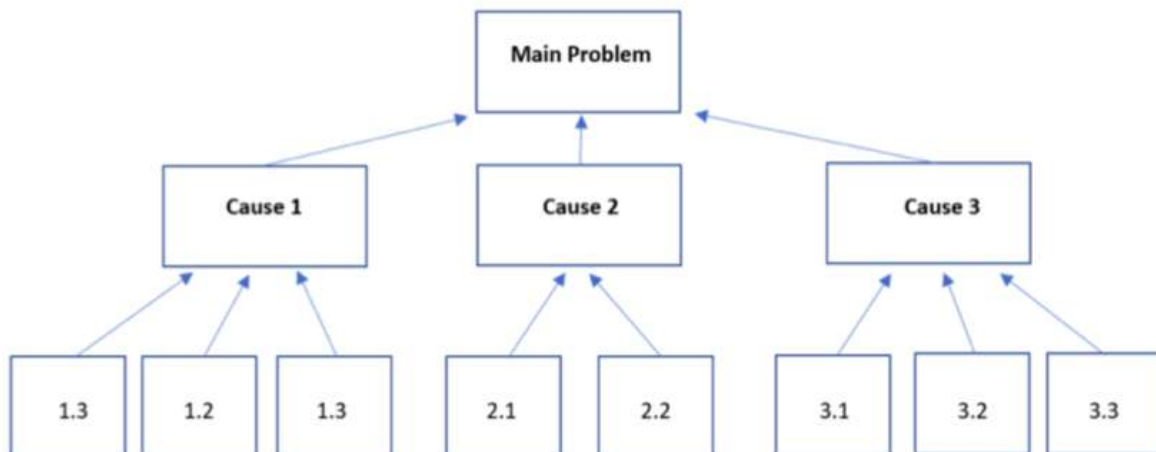 Main Problem
Cause 1
Cause 2
Cause 3
1.3
1.2
1.3
2.1
2.2
3.1
3.2
3.3